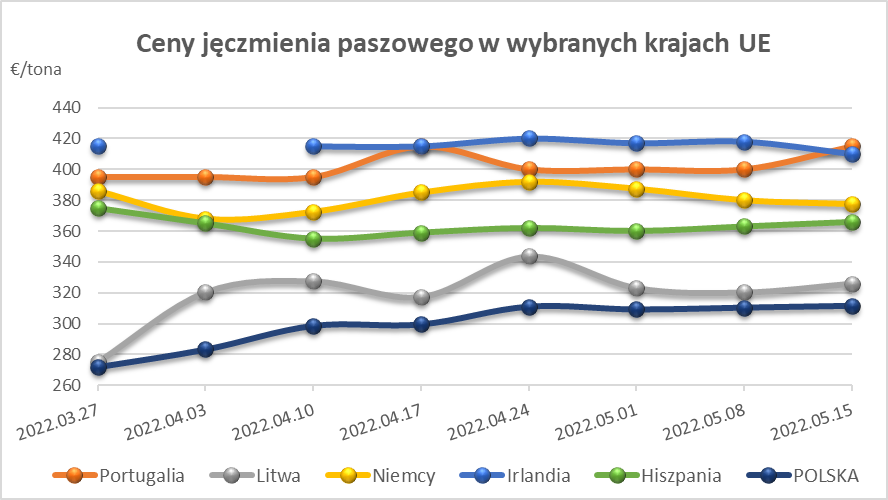 Ceny jęczmienia paszowego w wybranych krajach UE
€/tona
440
420
400
380
360
340
320
300
280
260
2022.03.27 2022.04.03 2022.04.10 2022.04.17 2022.04.24 2022.05.01 2022.05.08 2022.05.15
Portugalia Litwa Niemcy Irlandia Hiszpania POLSKA